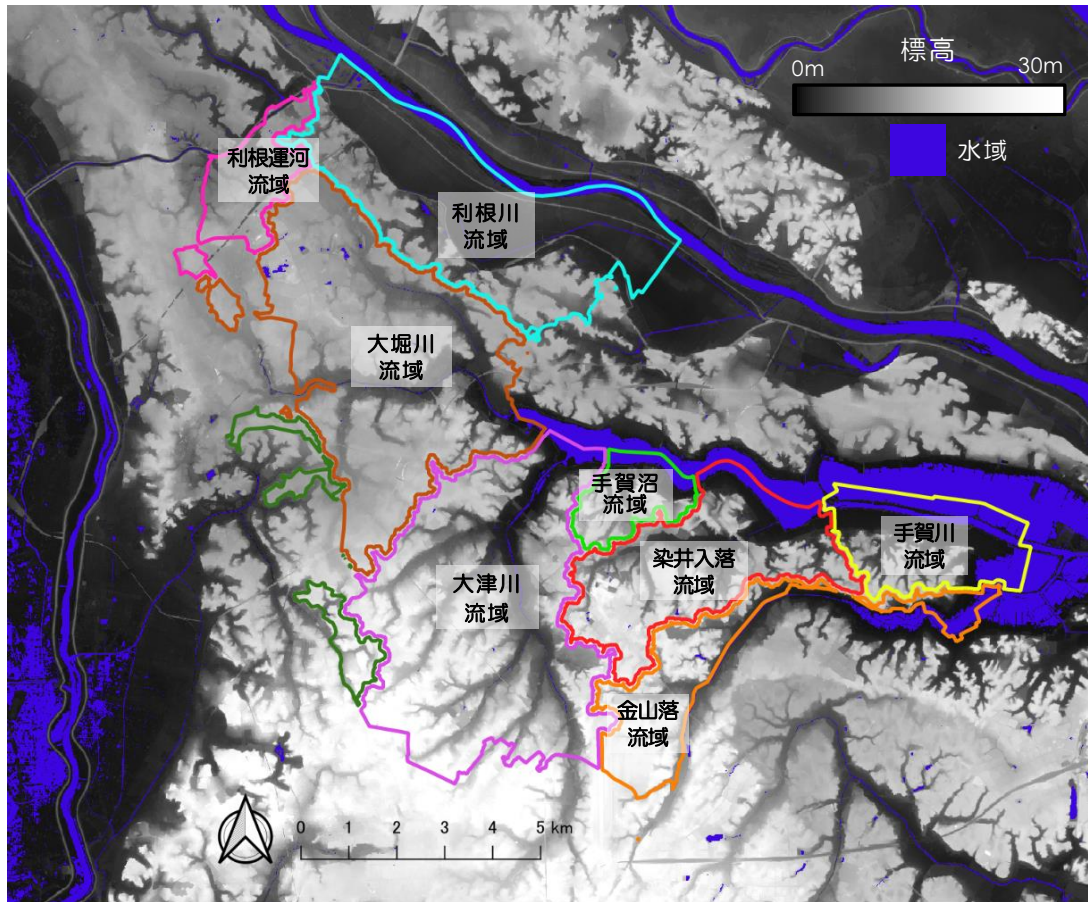 標高
0m 30m
水域
利根運河
流域
利根川
流域
大堀川
流域
手賀沼
流域
手賀川
流域
染井入落
流域
大津川
流域
金山落
流域
0 1 2 3 4 5 km